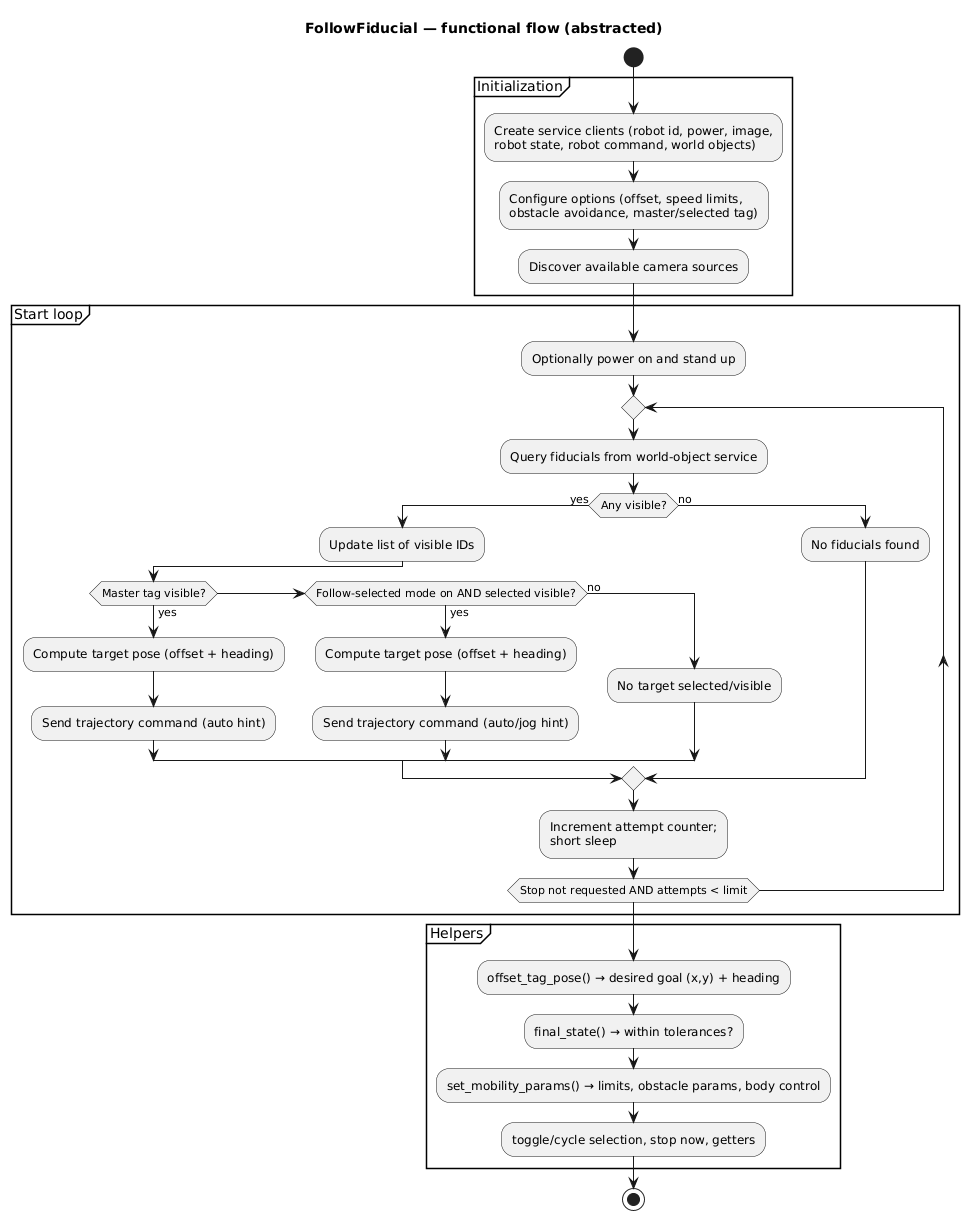 FollowFiducial — functional flow (abstracted)
Initialization
Create service clients (robot id, power, image,
robot state, robot command, world objects)
Configure options (offset, speed limits,
obstacle avoidance, master/selected tag)
Discover available camera sources
Start loop
Optionally power on and stand up
Query fiducials from world-object service
yes
Any visible?
no
Update list of visible IDs
No fiducials found
Master tag visible?
Follow-selected mode on AND selected visible?
no
yes
yes
Compute target pose (offset + heading)
Compute target pose (offset + heading)
No target selected/visible
Send trajectory command (auto hint)
Send trajectory command (auto/jog hint)
Increment attempt counter;
short sleep
Stop not requested AND attempts < limit
Helpers
offset_tag_pose() → desired goal (x,y) + heading
final_state() → within tolerances?
set_mobility_params() → limits, obstacle params, body control
toggle/cycle selection, stop now, getters